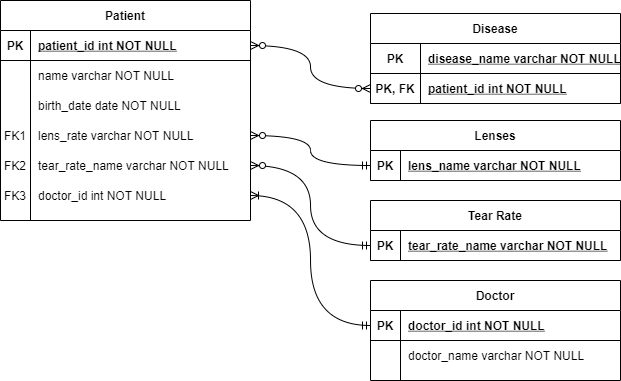 Patient
PK patient_id int NOT NULL
name varchar NOT NULL
birth_date date NOT NULL
FK1 lens_rate varchar NOT NULL
FK2 tear_rate_name varchar NOT NULL
FK3 doctor_id int NOT NULL
Disease
PK disease_name varchar NOT NULL
PK, FK patient_id int NOT NULL
Lenses
PK lens_name varchar NOT NULL
Tear Rate
PK tear_rate_name varchar NOT NULL
Doctor
PK doctor_id int NOT NULL
doctor_name varchar NOT NULL